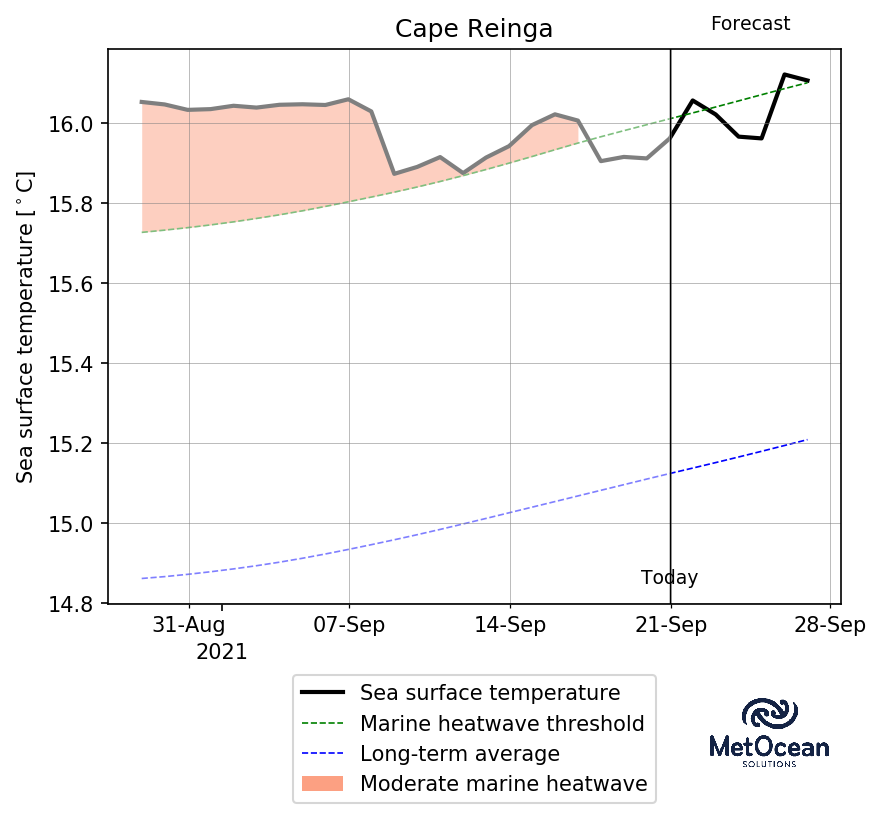 Cape Reinga
Forecast
Sea surface temperature [°C]
16.0
15.8
15.6
15.4
15.2
15.0
14.8
Today
31-Aug
07-Sep
14-Sep
21-Sep
28-Sep
2021
Sea surface temperature
Marine heatwave threshold
Long-term average
Moderate marine heatwave
MetOcean
SOLUTIONS